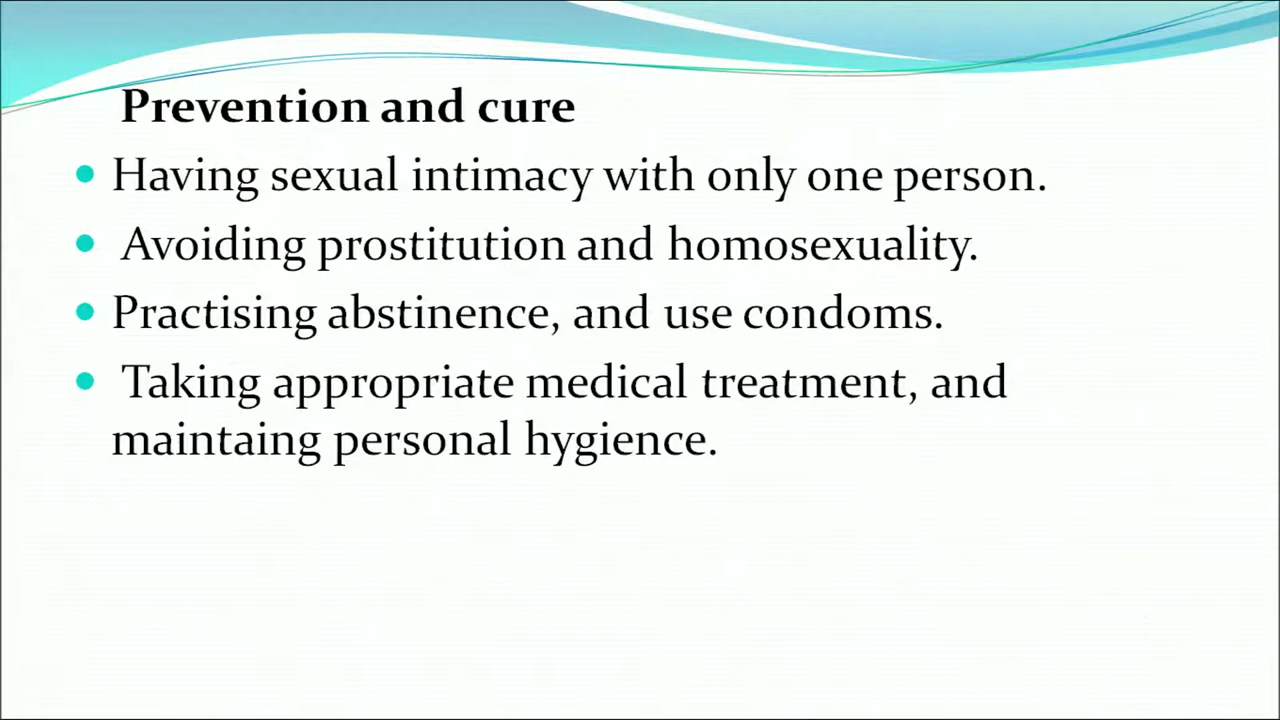 Prevention and cure
• Having sexual intimacy with only one person.
• Avoiding prostitution and homosexuality.
• Practising abstinence, and use condoms.
• Taking appropriate medical treatment, and
maintaing personal hygience.